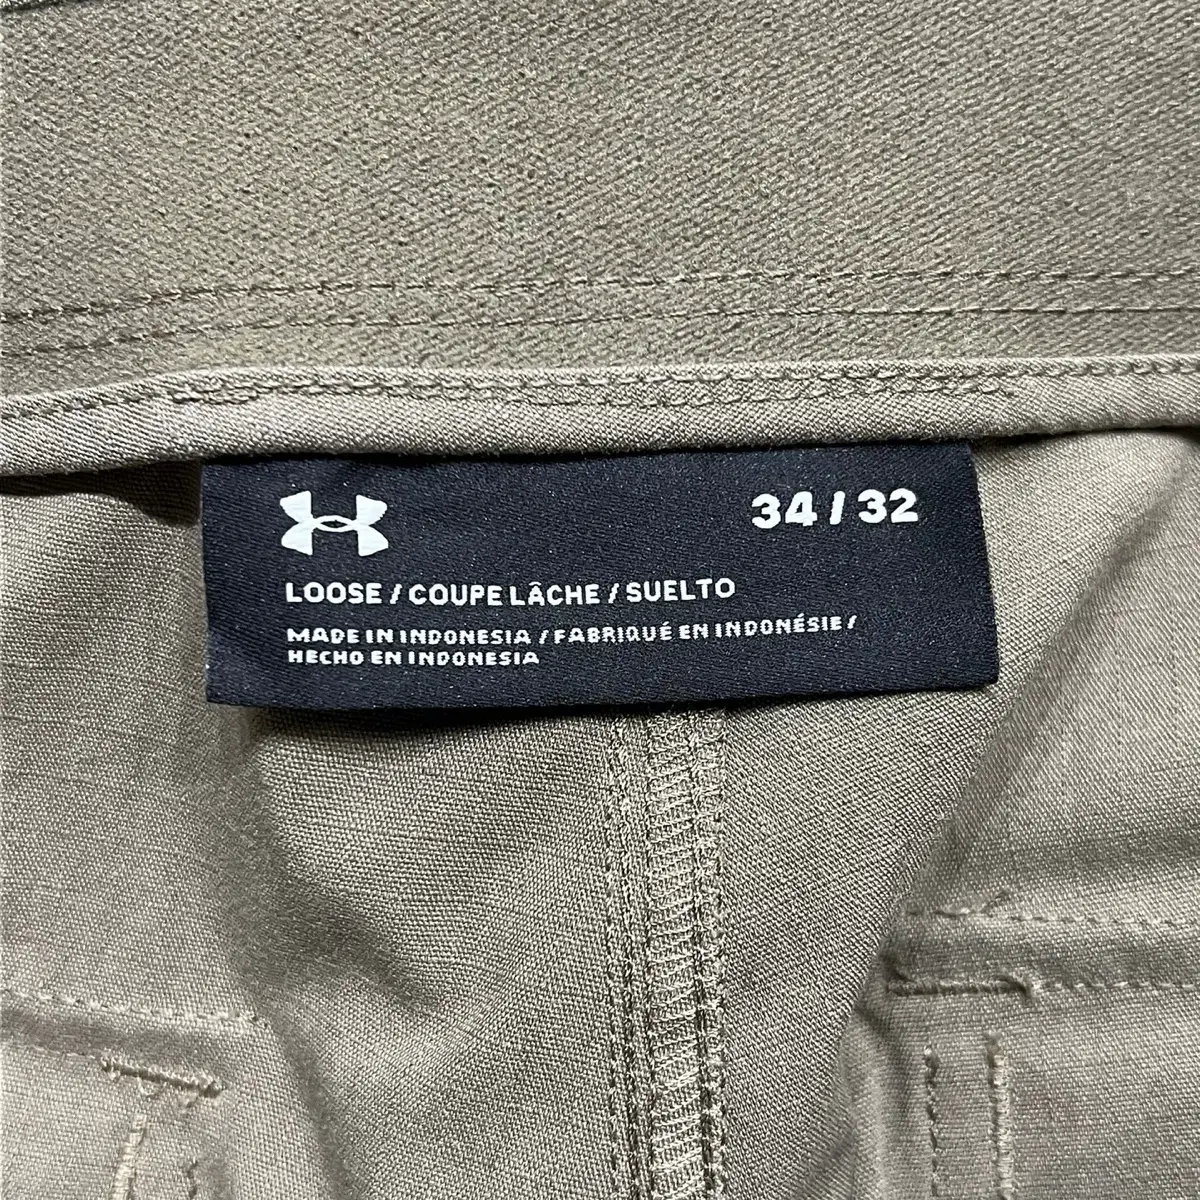 34 / 32
LOOSE / COUPE LÂCHE / SUELTO
MADE IN INDONESIA / FABRIQUÉ EN INDONÉSIE /
HECHO EN INDONESIA